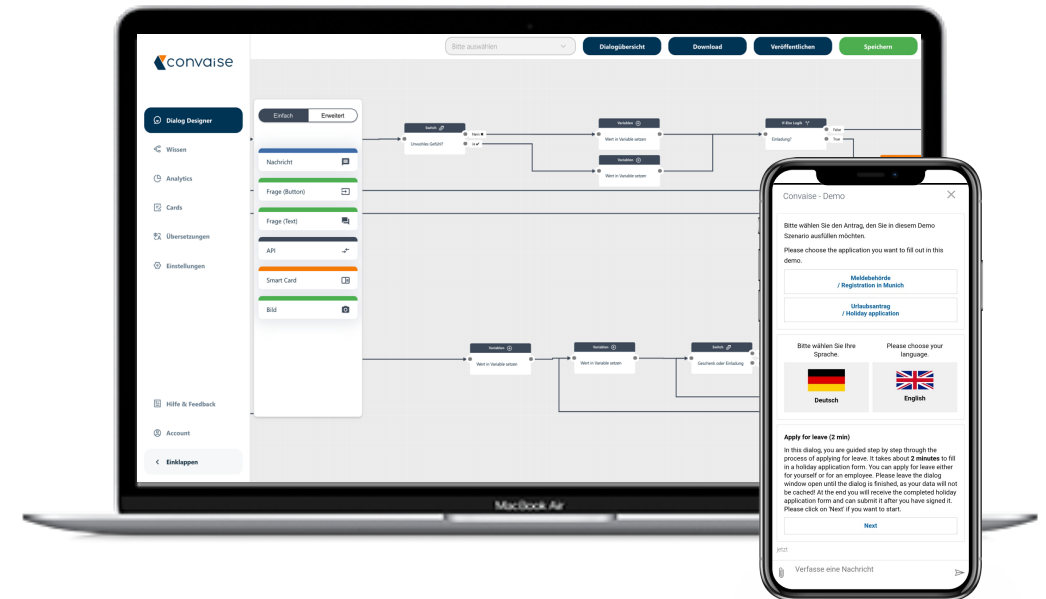 convaise
Bitte auswählen
Dialogübersicht
Download
Veröffentlichen
Speichern
Dialog Designer
Wissen
Analytics
Cards
Übersetzungen
Einstellungen
Hilfe & Feedback
Account
Einklappen
Einfach
Erweitert
Nachricht
Frage (Button)
Frage (Text)
API
Smart Card
Bild
Switch
Unwohles Gefühl?
Nein
Ja
Variablen
Wert in Variable setzen
Variablen
Wert in Variable setzen
If Else Logik
Einladung?
False
True
Variablen
Wert in Variable setzen
Variablen
Wert in Variable setzen
Switch
Geschenk oder Einladung
MacBook Air
Convaise - Demo
Bitte wählen Sie den Antrag, den Sie in diesem Demo
Szenario ausfüllen möchten.
Please choose the application you want to fill out in this
demo.
Meldebehörde
/ Registration in Munich
Urlaubsantrag
/ Holiday application
Bitte wählen Sie Ihre
Sprache.
Deutsch
Please choose your
language.
English
Apply for leave (2 min)
In this dialog, you are guided step by step through the
process of applying for leave. It takes about 2 minutes to fill
in a holiday application form. You can apply for leave either
for yourself or for an employee. Please leave the dialog
window open until the dialog is finished, as your data will not
be cached! At the end you will receive the completed holiday
application form and can submit it after you have signed it.
Please click on 'Next' if you want to start.
Next
jetzt
Verfasse eine Nachricht